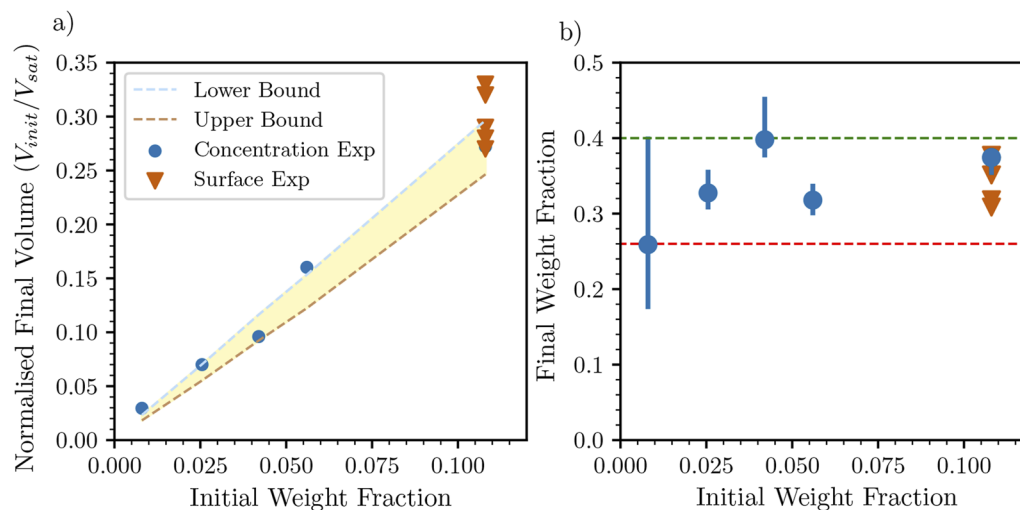 a)
Normalised Final Volume (V_init/V_sat)
0.35
0.30
0.25
0.20
0.15
0.10
0.05
0.00
Lower Bound
Upper Bound
Concentration Exp
Surface Exp
0.000 0.025 0.050 0.075 0.100
Initial Weight Fraction
b)
Final Weight Fraction
0.5
0.4
0.3
0.2
0.1
0.0
0.000 0.025 0.050 0.075 0.100
Initial Weight Fraction